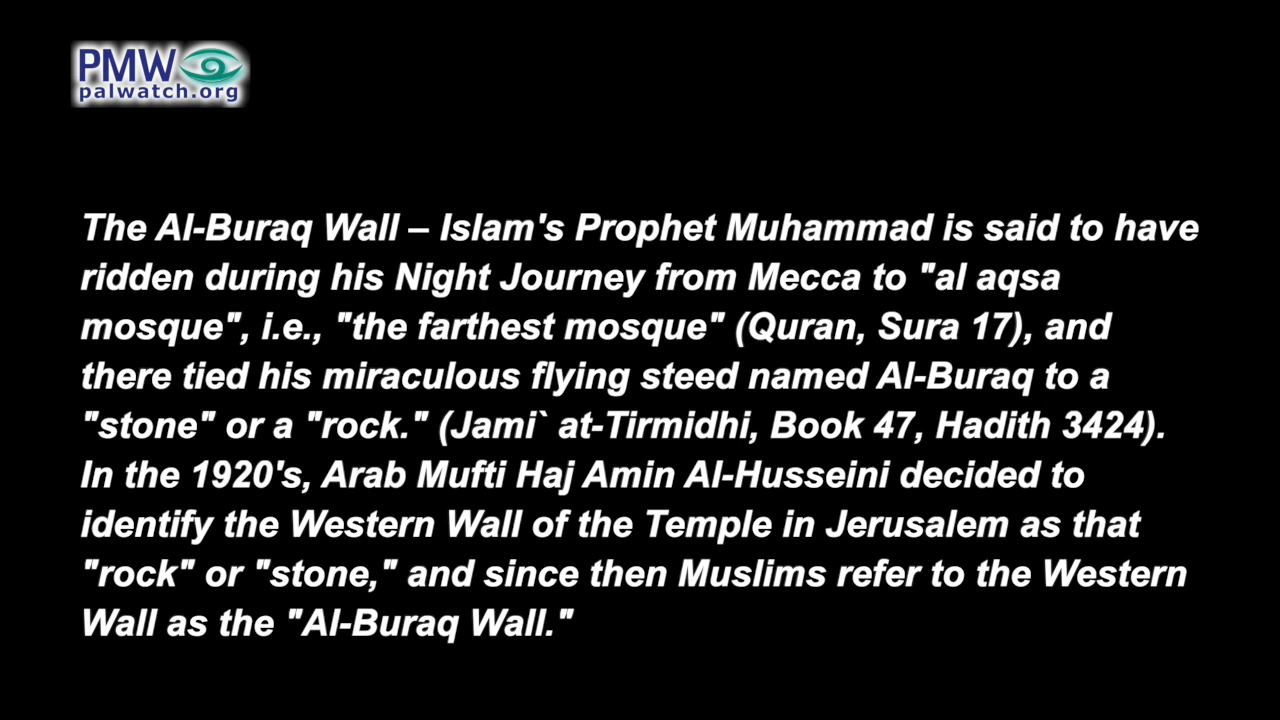 PMW
palwatch.org
The Al-Buraq Wall – Islam's Prophet Muhammad is said to have
ridden during his Night Journey from Mecca to "al aqsa
mosque", i.e., "the farthest mosque" (Quran, Sura 17), and
there tied his miraculous flying steed named Al-Buraq to a
"stone" or a "rock." (Jami` at-Tirmidhi, Book 47, Hadith 3424).
In the 1920's, Arab Mufti Haj Amin Al-Husseini decided to
identify the Western Wall of the Temple in Jerusalem as that
"rock" or "stone," and since then Muslims refer to the Western
Wall as the "Al-Buraq Wall."